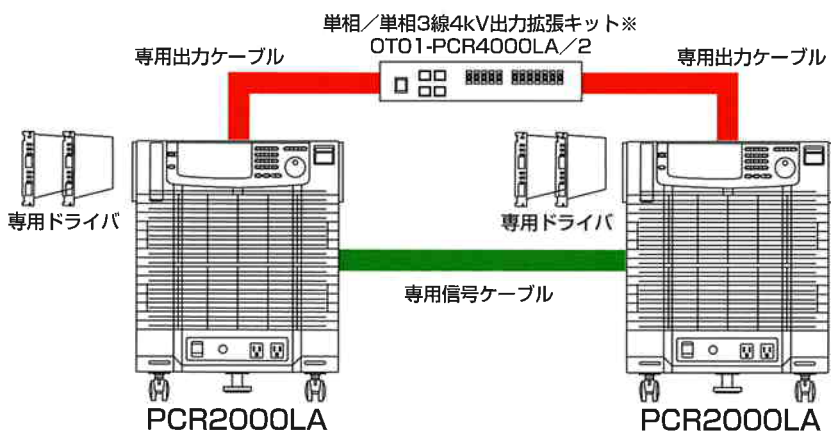 単相／単相3線4kV出力拡張キット※
OT01-PCR4000LA／2
専用出力ケーブル
専用出力ケーブル
専用ドライバ
専用ドライバ
専用信号ケーブル
PCR2000LA
PCR2000LA